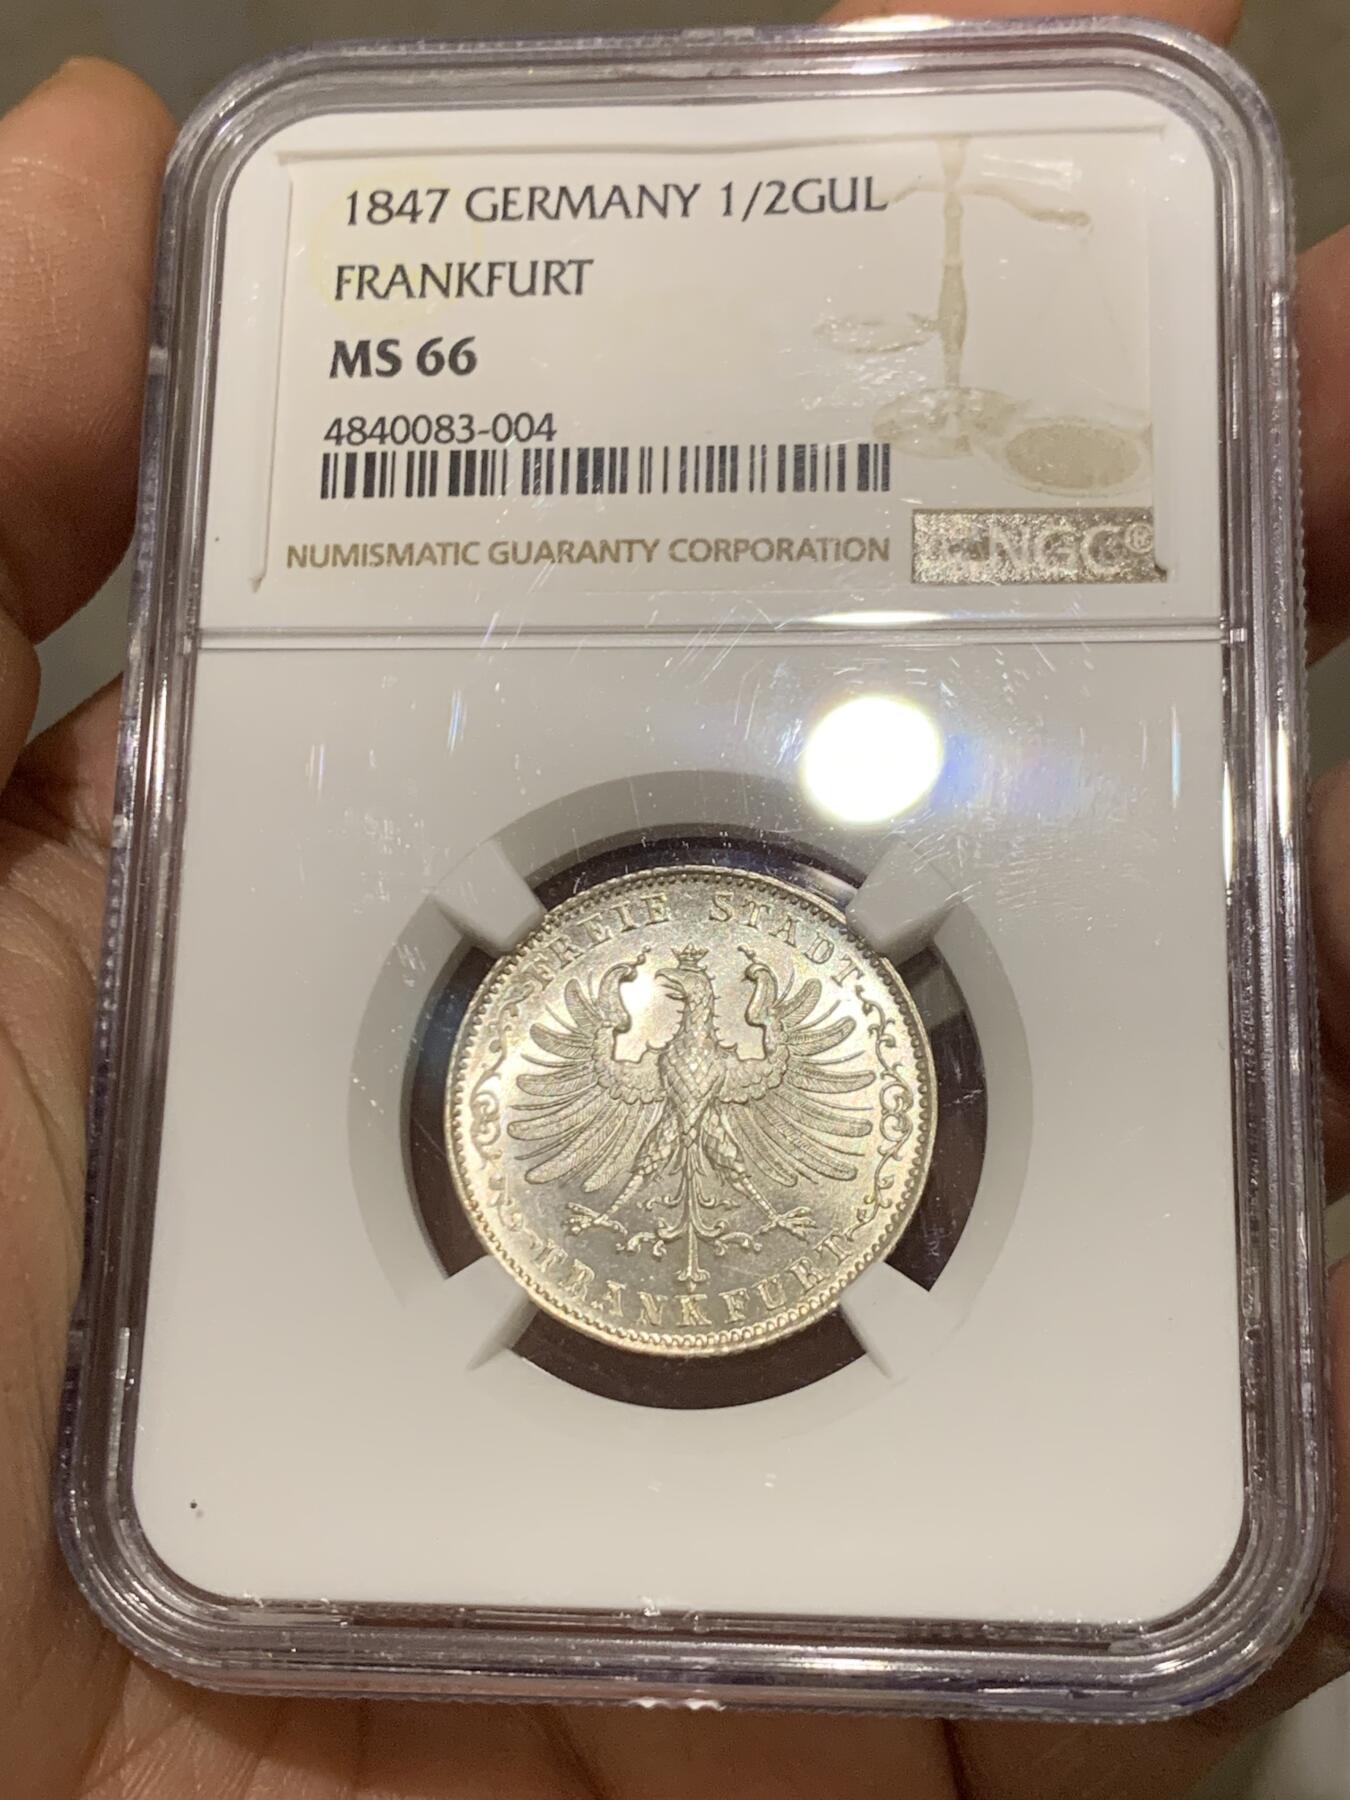 1847 GERMANY 1/2GUL
FRANKFURT
MS 66
4840083-004
NUMISMATIC GUARANTY CORPORATION
NGC®
FREIE STADT
FRANKFURT